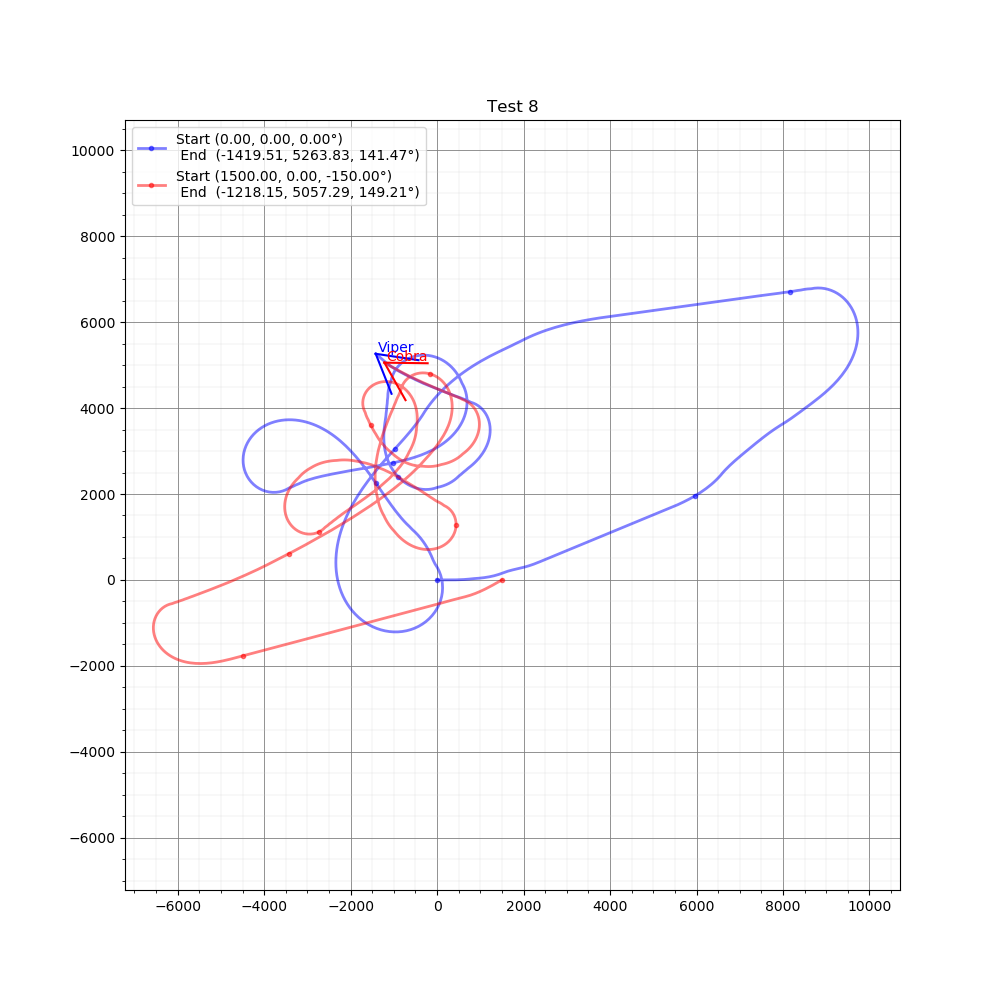 Test 8
Start (0.00, 0.00, 0.00°)
End (-1419.51, 5263.83, 141.47°)
Start (1500.00, 0.00, -150.00°)
End (-1218.15, 5057.29, 149.21°)
10000
8000
6000
4000
2000
0
−2000
−4000
−6000
Viper
Cobra
−6000 −4000 −2000 0 2000 4000 6000 8000 10000